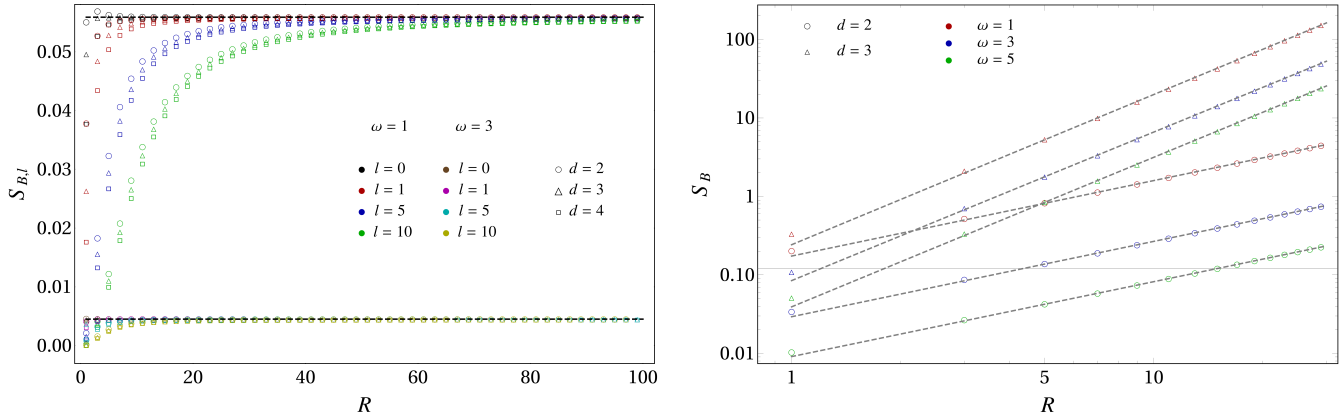 0.05
0.04
0.03
0.02
0.01
0.00
S_{B,l}
0 20 40 60 80 100
R
ω = 1 ω = 3
l = 0 l = 0 d = 2
l = 1 l = 1 d = 3
l = 5 l = 5 d = 4
l = 10 l = 10
100
10
1
0.10
0.01
S_B
1 5 10
R
d = 2 ω = 1
d = 3 ω = 3
ω = 5